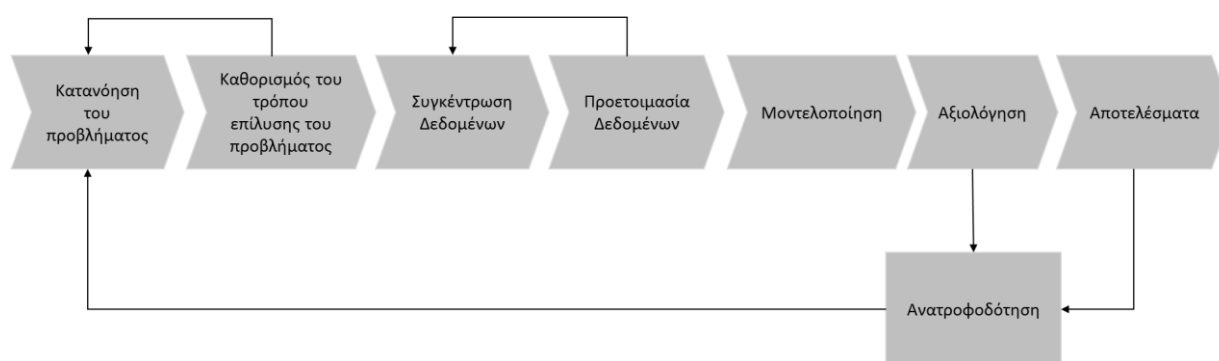 Κατανόηση
του
προβλήματος
Καθορισμός του
τρόπου
επίλυσης του
προβλήματος
Συγκέντρωση
Δεδομένων
Προετοιμασία
Δεδομένων
Μοντελοποίηση
Αξιολόγηση
Αποτελέσματα
Ανατροφοδότηση